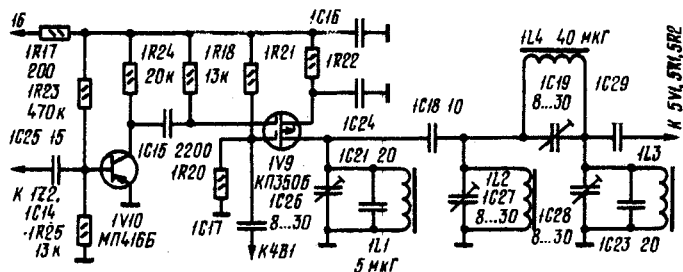 16
1R17
200
1R23
470к
1C25 15
К 1Z2,
1C14
1R25
13к
1R24
20к
1R18
13к
1R21
1C16
1R22
1C24
1C15 2200
1R20
1V10
МП416Б
1C17
1V9
КП350Б
1C26
8...30
К4В1
1C21 20
1L1
5 мкГ
1C18 10
1L2
1C27
8...30
1L4 40 мкГ
1C19
8...30
1C29
1C28
8...30
1L3
1C23 20
К 5V1, 5R1, 5R2